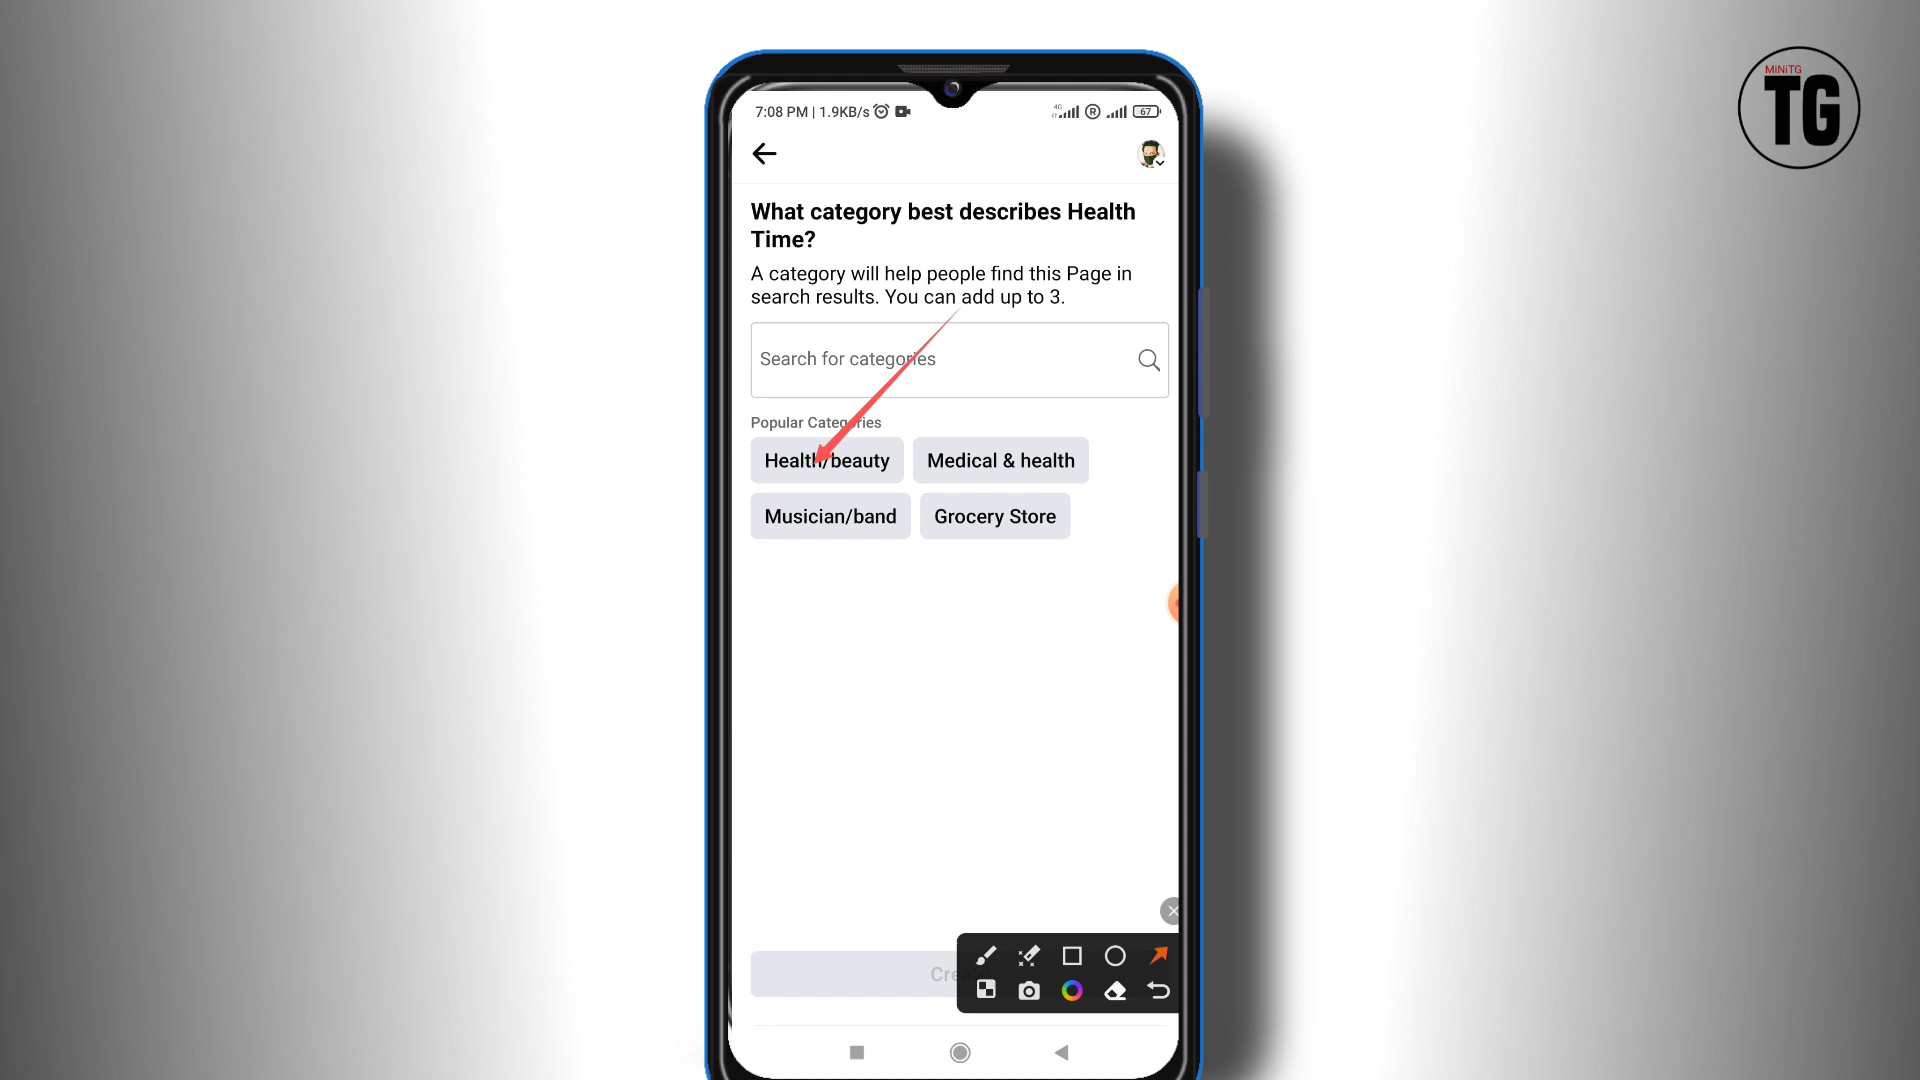 MiNiTG
TG
7:08 PM | 1.9KB/s
4G
R
67
What category best describes Health
Time?
A category will help people find this Page in
search results. You can add up to 3.
Search for categories
Popular Categories
Health/beauty
Medical & health
Musician/band
Grocery Store